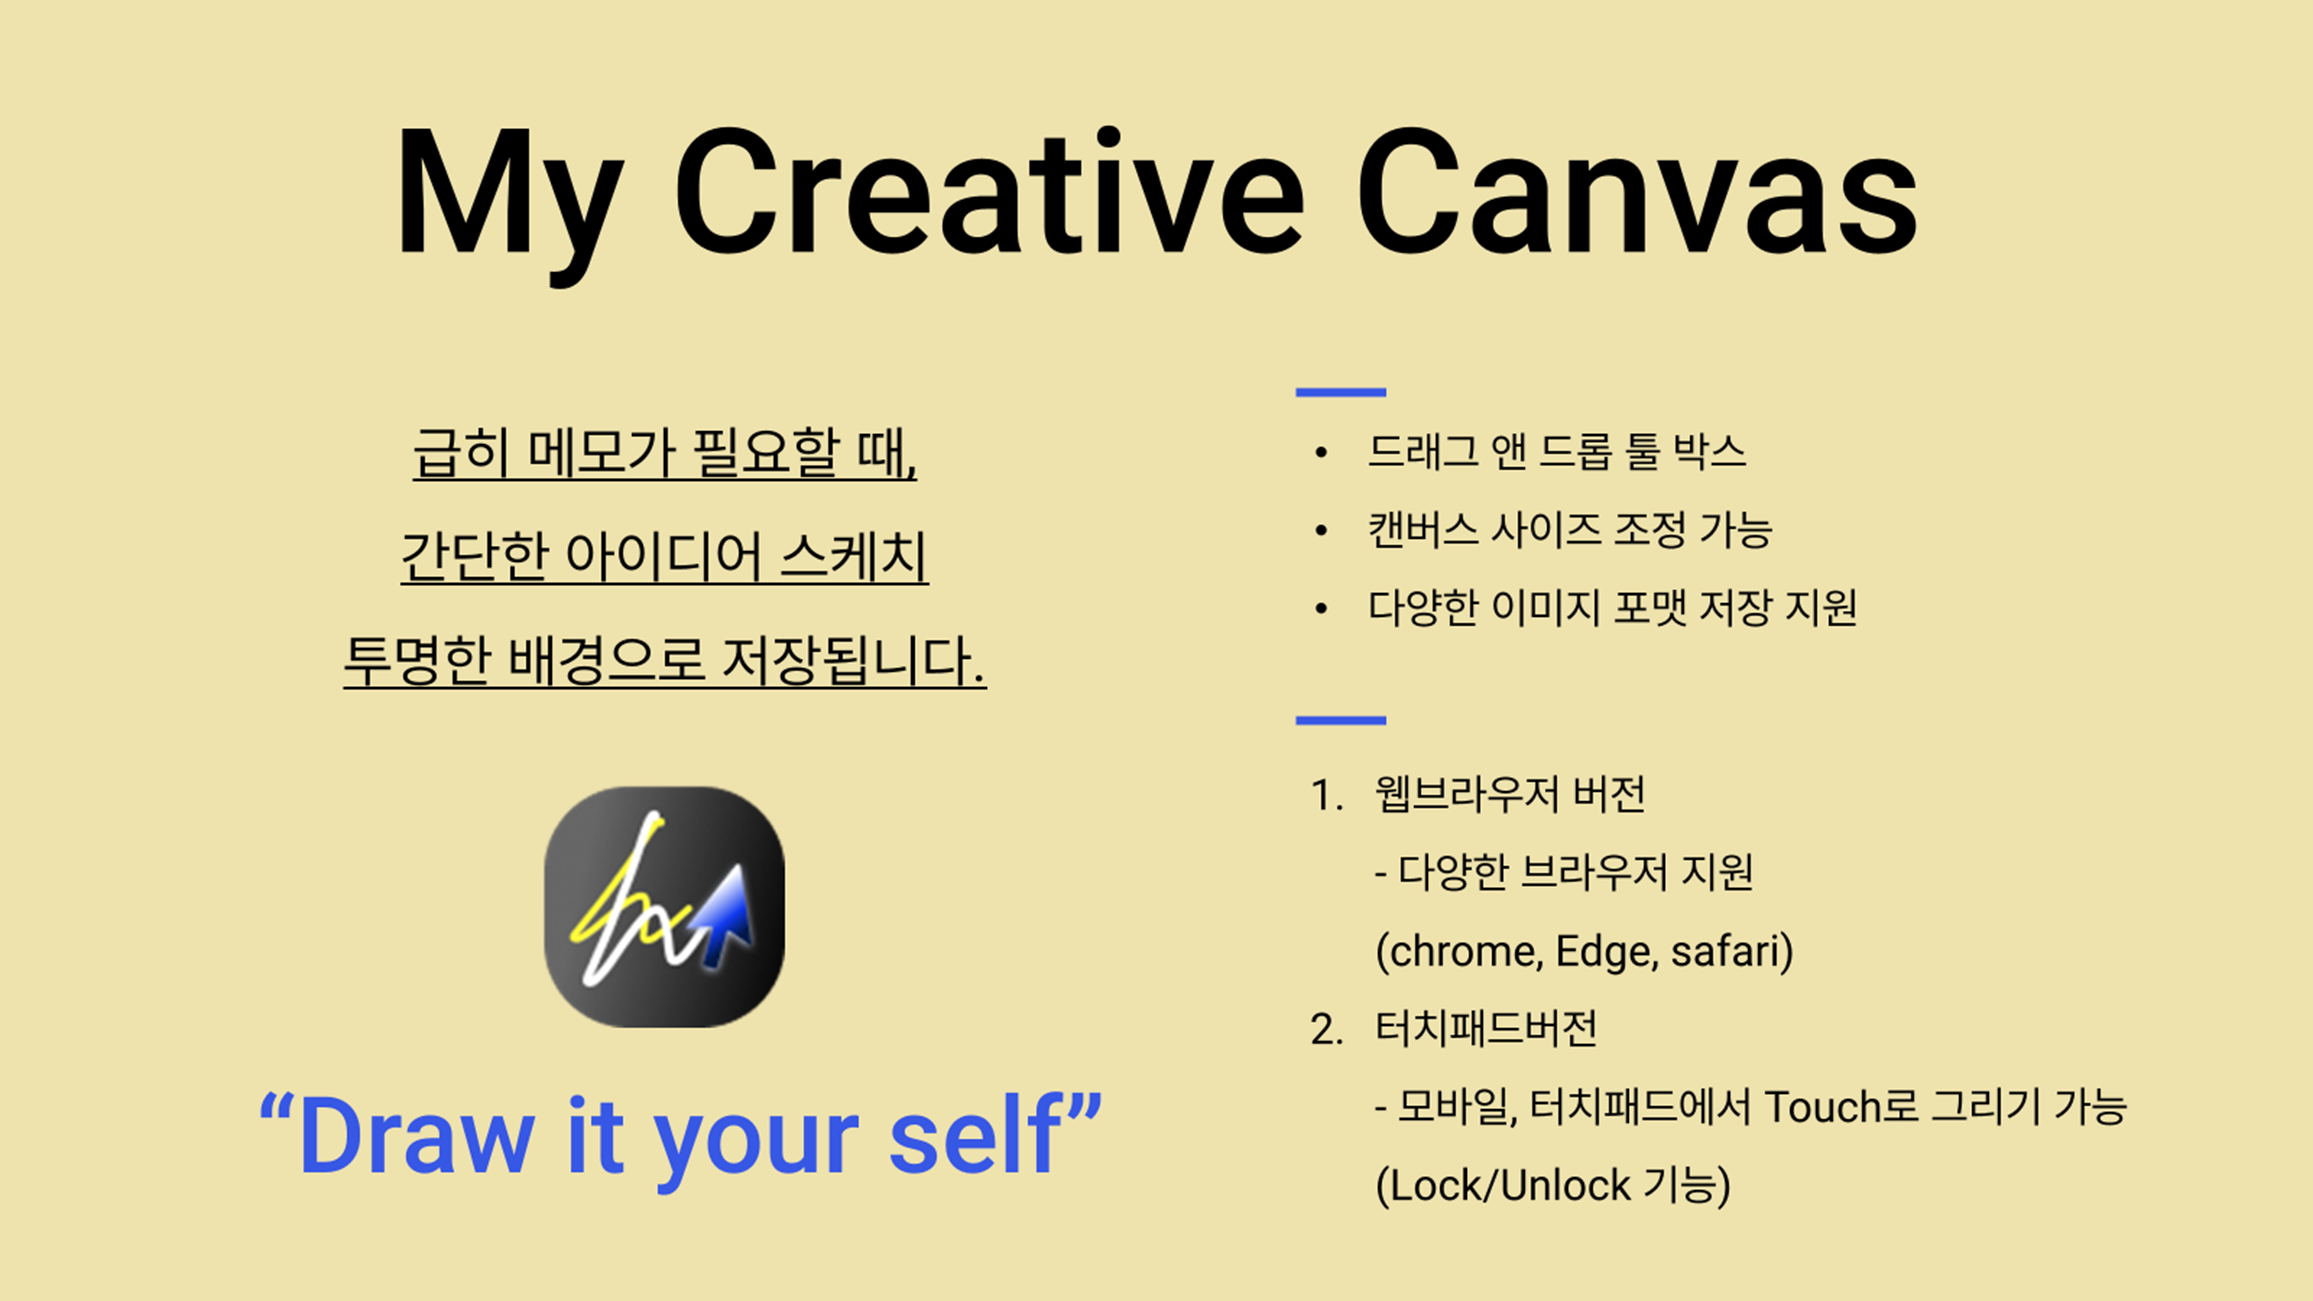 My Creative Canvas
급히 메모가 필요할 때,
간단한 아이디어 스케치
투명한 배경으로 저장됩니다.
“Draw it your self”
• 드래그 앤 드롭 툴 박스
• 캔버스 사이즈 조정 가능
• 다양한 이미지 포맷 저장 지원
1. 웹브라우저 버전
- 다양한 브라우저 지원
(chrome, Edge, safari)
2. 터치패드버전
- 모바일, 터치패드에서 Touch로 그리기 가능
(Lock/Unlock 기능)